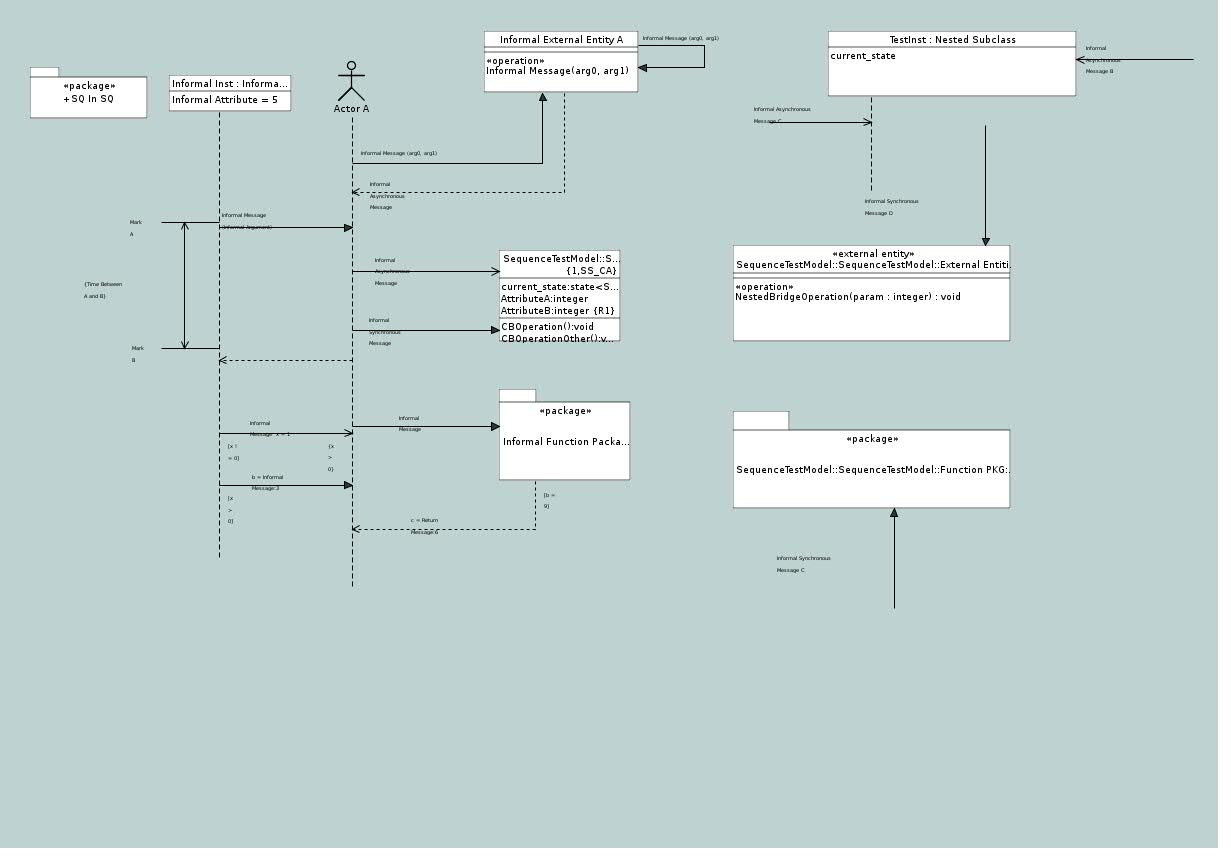 «package»
+SQ In SQ
Informal Inst : Informa...
Informal Attribute = 5
Actor A
Informal External Entity A
«operation»
Informal Message(arg0, arg1)
Informal Message (arg0, arg1)
TestInst : Nested Subclass
current_state
Informal
Asynchronous
Message B
Informal Asynchronous
Message C
Informal Synchronous
Message D
Informal Message (arg0, arg1)
Informal
Asynchronous
Message
Mark
A
Informal Message
(Informal Argument)
{Time Between
A and B}
Mark
B
Informal
Asynchronous
Message
Informal
Synchronous
Message
SequenceTestModel::S...
{1,SS_CA}
current_state:state<S...
AttributeA:integer
AttributeB:integer {R1}
CBOperation():void
CBOperationOther():v...
«external entity»
SequenceTestModel::SequenceTestModel::External Entiti.
«operation»
NestedBridgeOperation(param : integer) : void
Informal
Message x = 1
[x !
= 0]
{x
>
0}
b = Informal
Message:3
[x
>
0]
Informal
Message
«package»
Informal Function Packa...
[b =
9]
c = Return
Message:6
«package»
SequenceTestModel::SequenceTestModel::Function PKG:.
Informal Synchronous
Message C